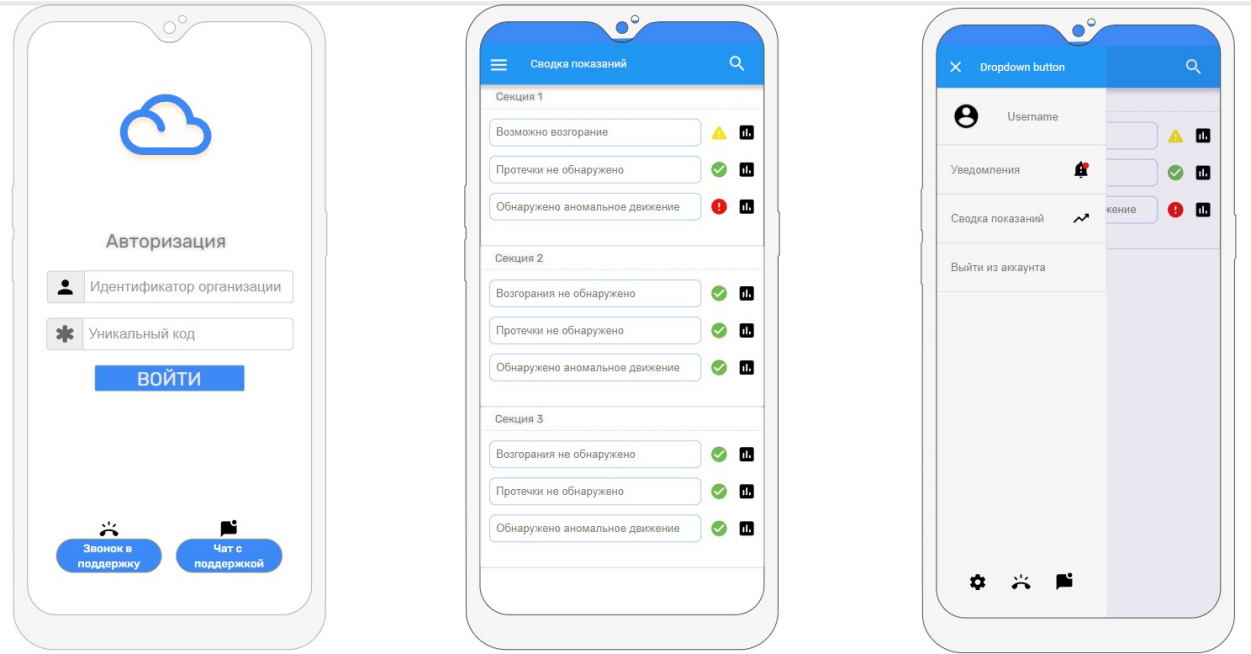 Авторизация
Идентификатор организации
Уникальный код
ВОЙТИ
Звонок в
поддержку
Чат с
поддержкой
Сводка показаний
Секция 1
Возможно возгорание
Протечки не обнаружено
Обнаружено аномальное движение
Секция 2
Возгорания не обнаружено
Протечки не обнаружено
Обнаружено аномальное движение
Секция 3
Возгорания не обнаружено
Протечки не обнаружено
Обнаружено аномальное движение
Dropdown button
Username
Уведомления
Сводка показаний
жение
Выйти из аккаунта